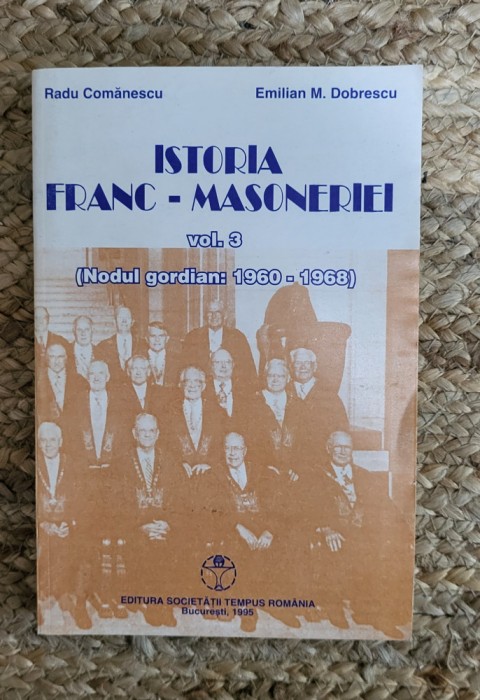 Radu Comănescu Emilian M. Dobrescu
ISTORIA
FRANC - MASONERIEI
vol. 3
(Nodul gordian: 1960 - 1968)
EDITURA SOCIETĂȚII TEMPUS ROMÂNIA
București, 1995